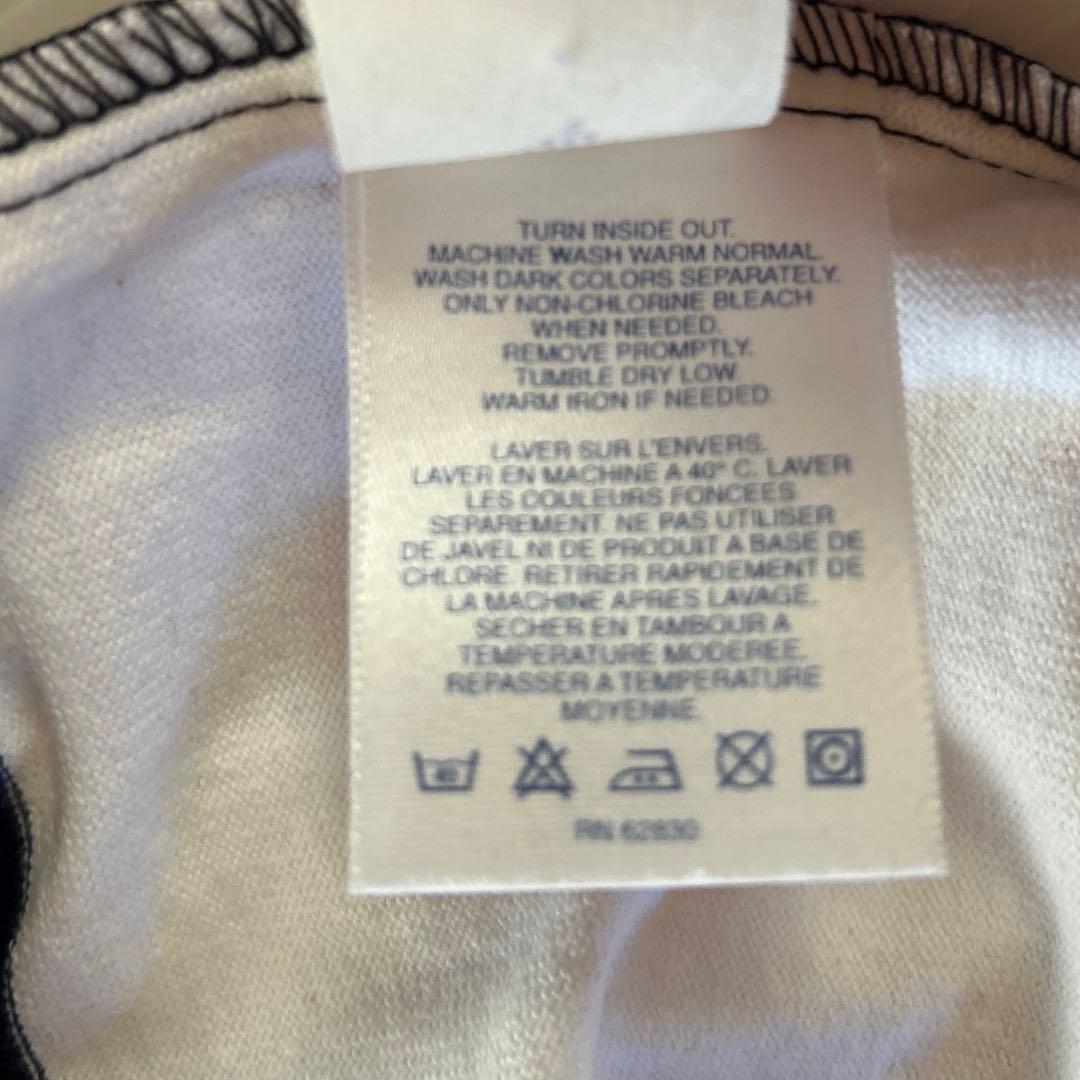 TURN INSIDE OUT.
MACHINE WASH WARM NORMAL.
WASH DARK COLORS SEPARATELY.
ONLY NON-CHLORINE BLEACH
WHEN NEEDED.
REMOVE PROMPTLY.
TUMBLE DRY LOW.
WARM IRON IF NEEDED.
LAVER SUR L'ENVERS.
LAVER EN MACHINE A 40° C. LAVER
LES COULEURS FONCEES
SEPAREMENT. NE PAS UTILISER
DE JAVEL NI DE PRODUIT A BASE DE
CHLORE. RETIRER RAPIDEMENT DE
LA MACHINE APRES LAVAGE.
SECHER EN TAMBOUR A
TEMPERATURE MODEREE.
REPASSER A TEMPERATURE
MOYENNE.
40
RN 62830